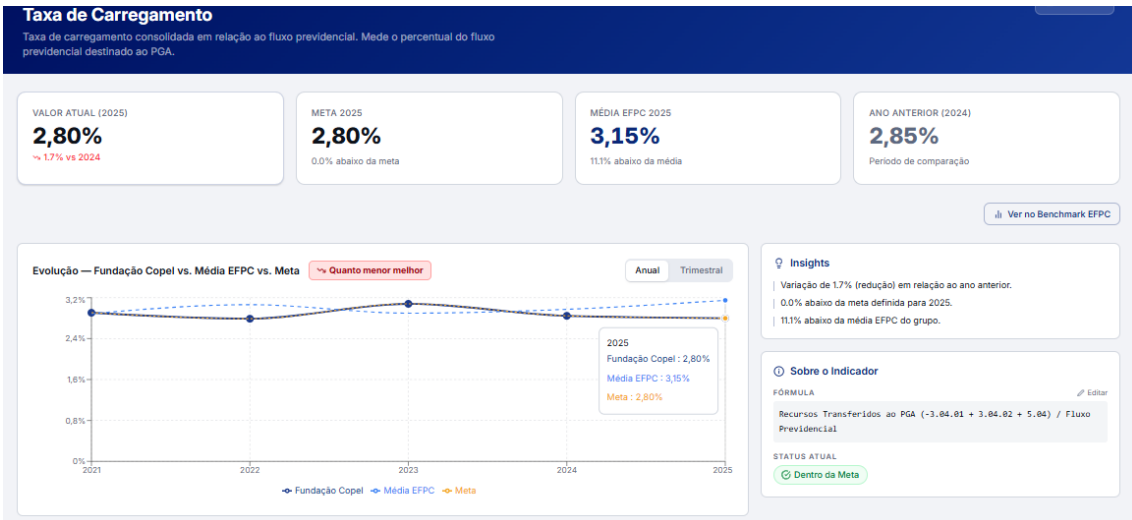 Taxa de Carregamento
Taxa de carregamento consolidada em relação ao fluxo previdencial. Mede o percentual do fluxo
previdencial destinado ao PGA.
VALOR ATUAL (2025)
2,80%
1.7% vs 2024
META 2025
2,80%
0.0% abaixo da meta
MÉDIA EFPC 2025
3,15%
11.1% abaixo da média
ANO ANTERIOR (2024)
2,85%
Período de comparação
Ver no Benchmark EFPC
Evolução — Fundação Copel vs. Média EFPC vs. Meta
Quanto menor melhor
Anual
Trimestral
3,2%
2,4%
1,6%
0,8%
0%
2021
2022
2023
2024
2025
2025
Fundação Copel : 2,80%
Média EFPC : 3,15%
Meta : 2,80%
Fundação Copel
Média EFPC
Meta
Insights
Variação de 1.7% (redução) em relação ao ano anterior.
0.0% abaixo da meta definida para 2025.
11.1% abaixo da média EFPC do grupo.
Sobre o Indicador
FÓRMULA
Editar
Recursos Transferidos ao PGA (-3.04.01 + 3.04.02 + 5.04) / Fluxo
Previdencial
STATUS ATUAL
Dentro da Meta